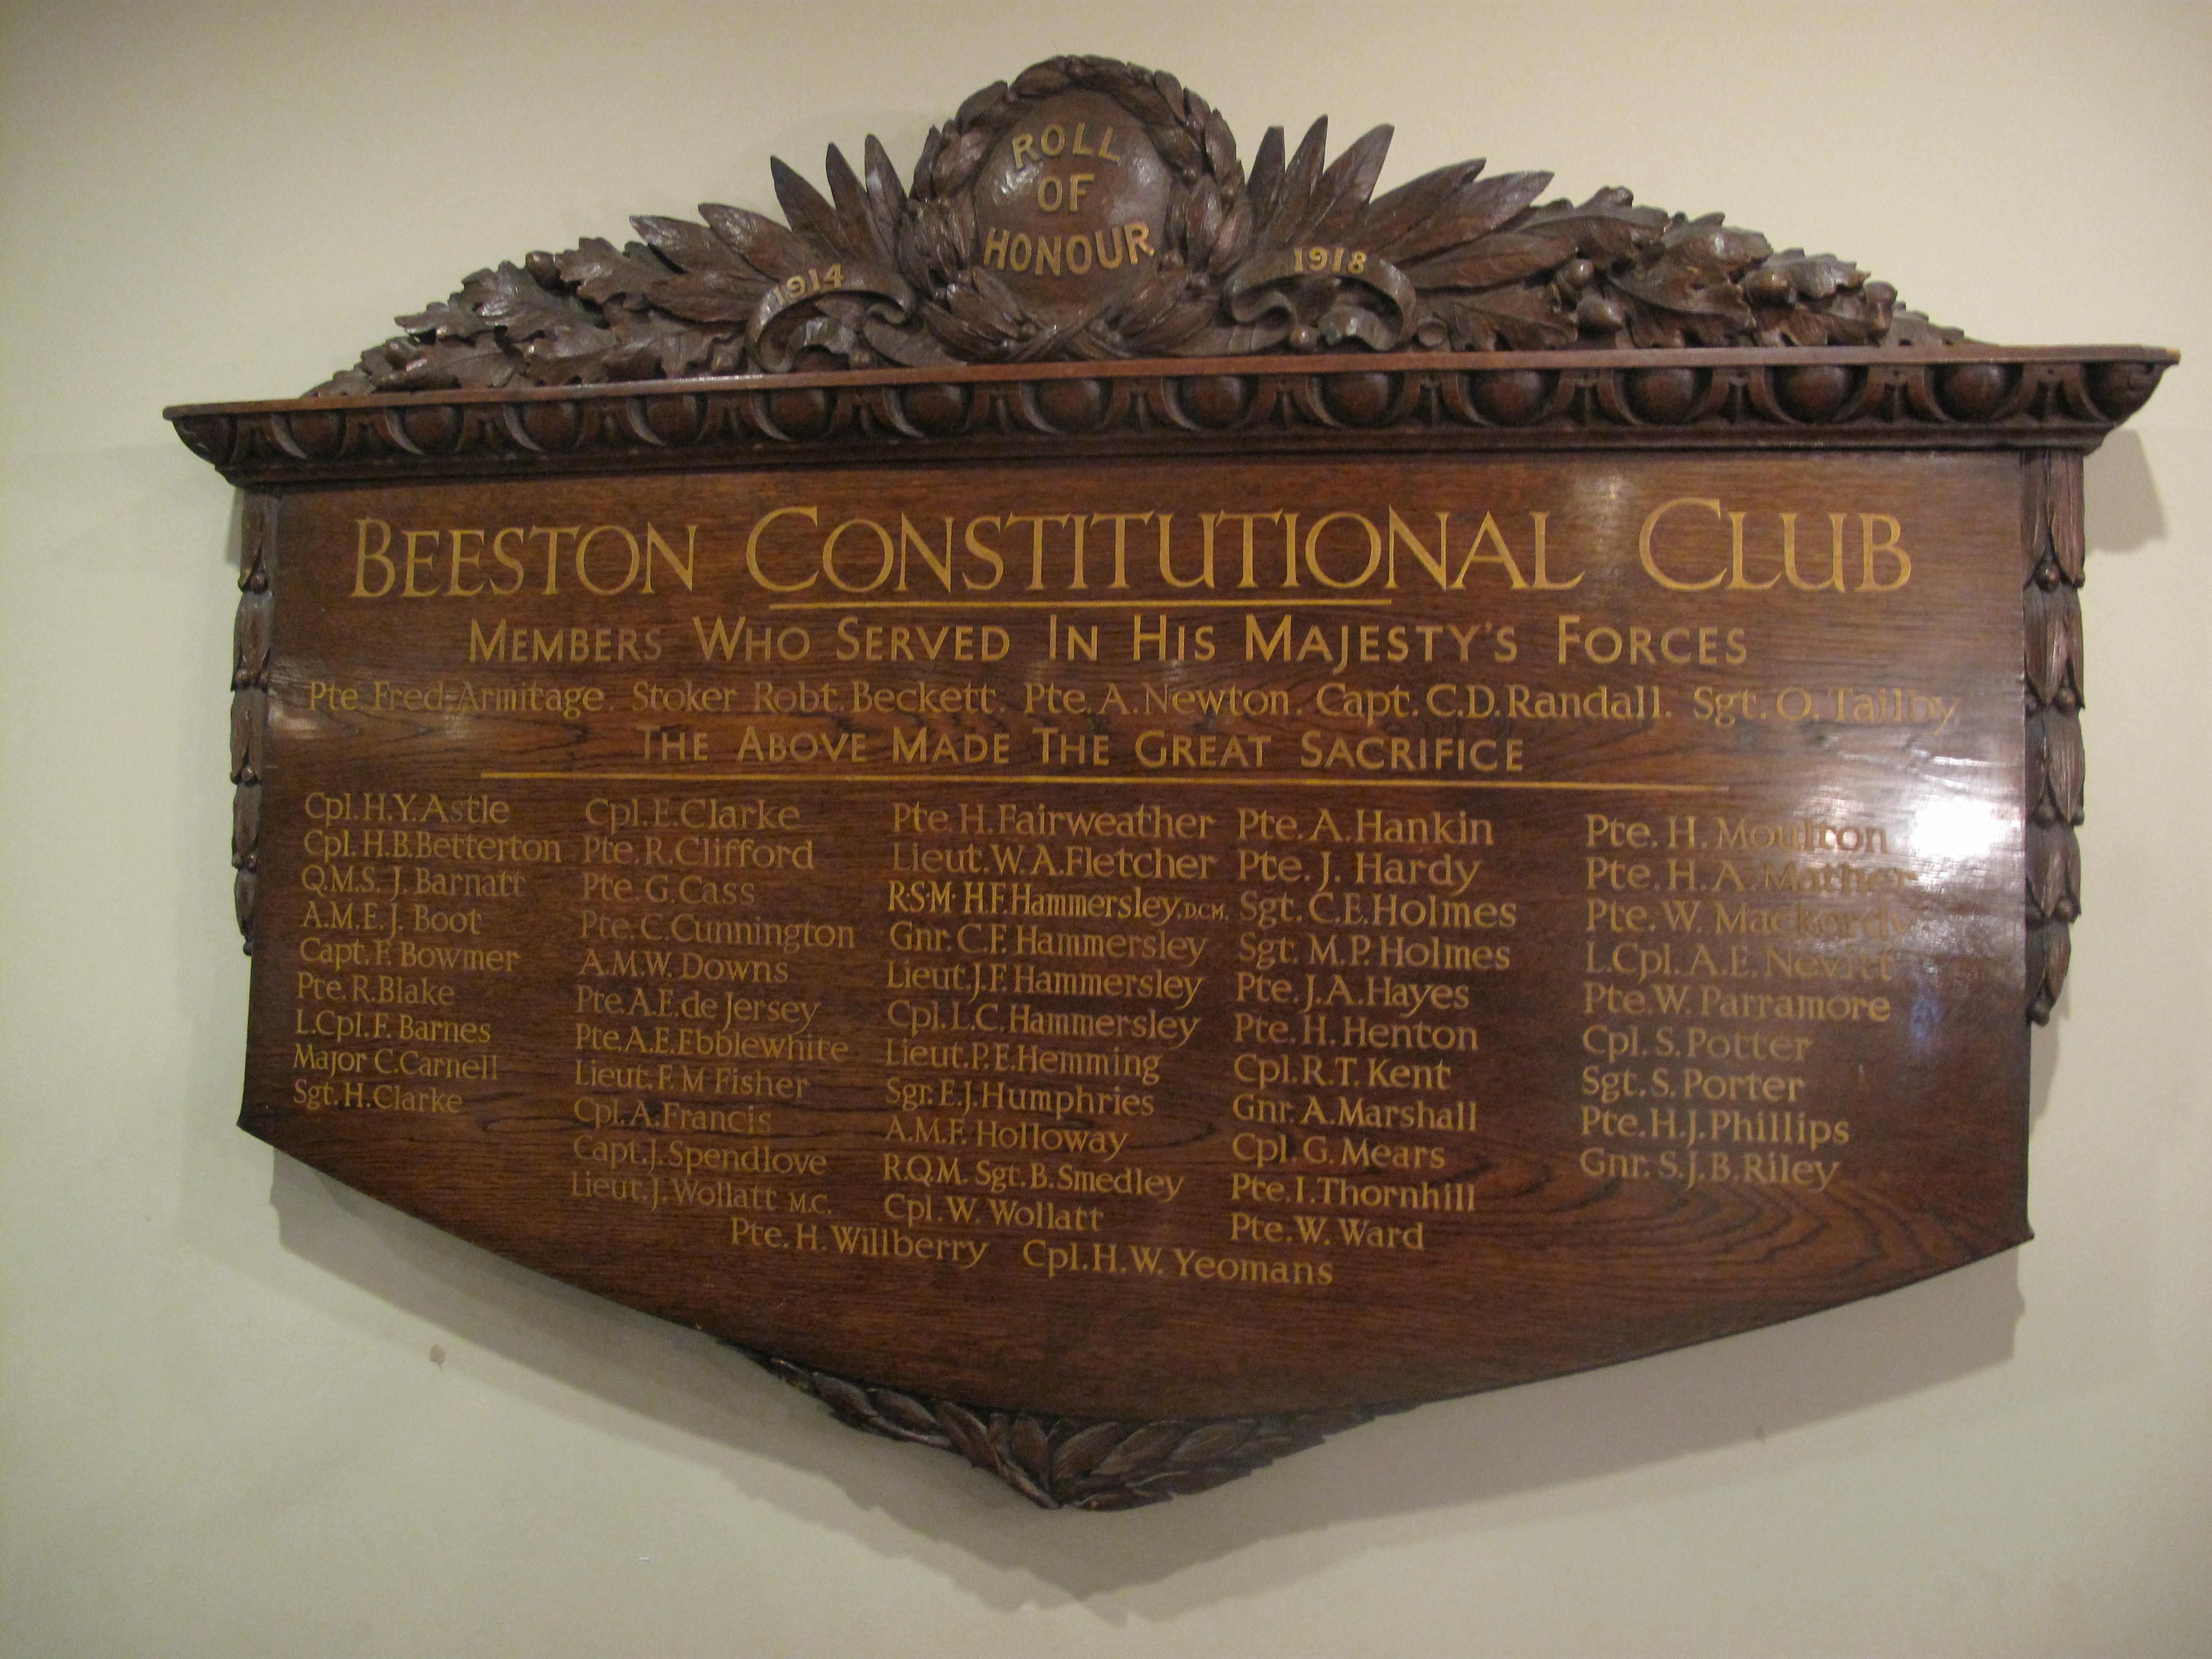 ROLL
OF
HONOUR
1914
1918
BEESTON CONSTITUTIONAL CLUB
MEMBERS WHO SERVED IN HIS MAJESTY'S FORCES
Pte. Fred Armitage. Stoker Robt. Beckett. Pte. A. Newton. Capt. C.D. Randall. Sgt. O. Tailby
THE ABOVE MADE THE GREAT SACRIFICE
Cpl. H.Y. Astle
Cpl. H.B. Betterton
Q.M.S. J. Barnatt
A.M.E.J. Boot
Capt. F. Bowmer
Pte. R. Blake
L.Cpl. F. Barnes
Major C. Carnell
Sgt. H. Clarke
Cpl. E. Clarke
Pte. R. Clifford
Pte. G. Cass
Pte. C. Cunnington
A.M.W. Downs
Pte. A.E. de Jersey
Pte. A.E. Ebblewhite
Lieut. F. M Fisher
Cpl. A. Francis
Capt. J. Spendlove
Lieut. J. Wollatt M.C.
Pte. H. Fairweather
Lieut. W.A. Fletcher
R.S.M. H.F. Hammersley, D.C.M.
Gnr. C.F. Hammersley
Lieut. J.F. Hammersley
Cpl. L.C. Hammersley
Lieut. P.E. Hemming
Sgr. E.J. Humphries
A.M.F. Holloway
R.Q.M. Sgt. B. Smedley
Cpl. W. Wollatt
Pte. A. Hankin
Pte. J. Hardy
Sgt. C.E. Holmes
Sgt. M.P. Holmes
Pte. J.A. Hayes
Pte. H. Henton
Cpl. R.T. Kent
Gnr. A. Marshall
Cpl. G. Mears
Pte. I. Thornhill
Pte. W. Ward
Pte. H. Moulton
Pte. H. A. Mather
Pte. W. Mackerdy
L.Cpl. A.E. Nevitt
Pte. W. Parramore
Cpl. S. Potter
Sgt. S. Porter
Pte. H.J. Phillips
Gnr. S.J.B. Riley
Pte. H. Willberry Cpl. H.W. Yeomans